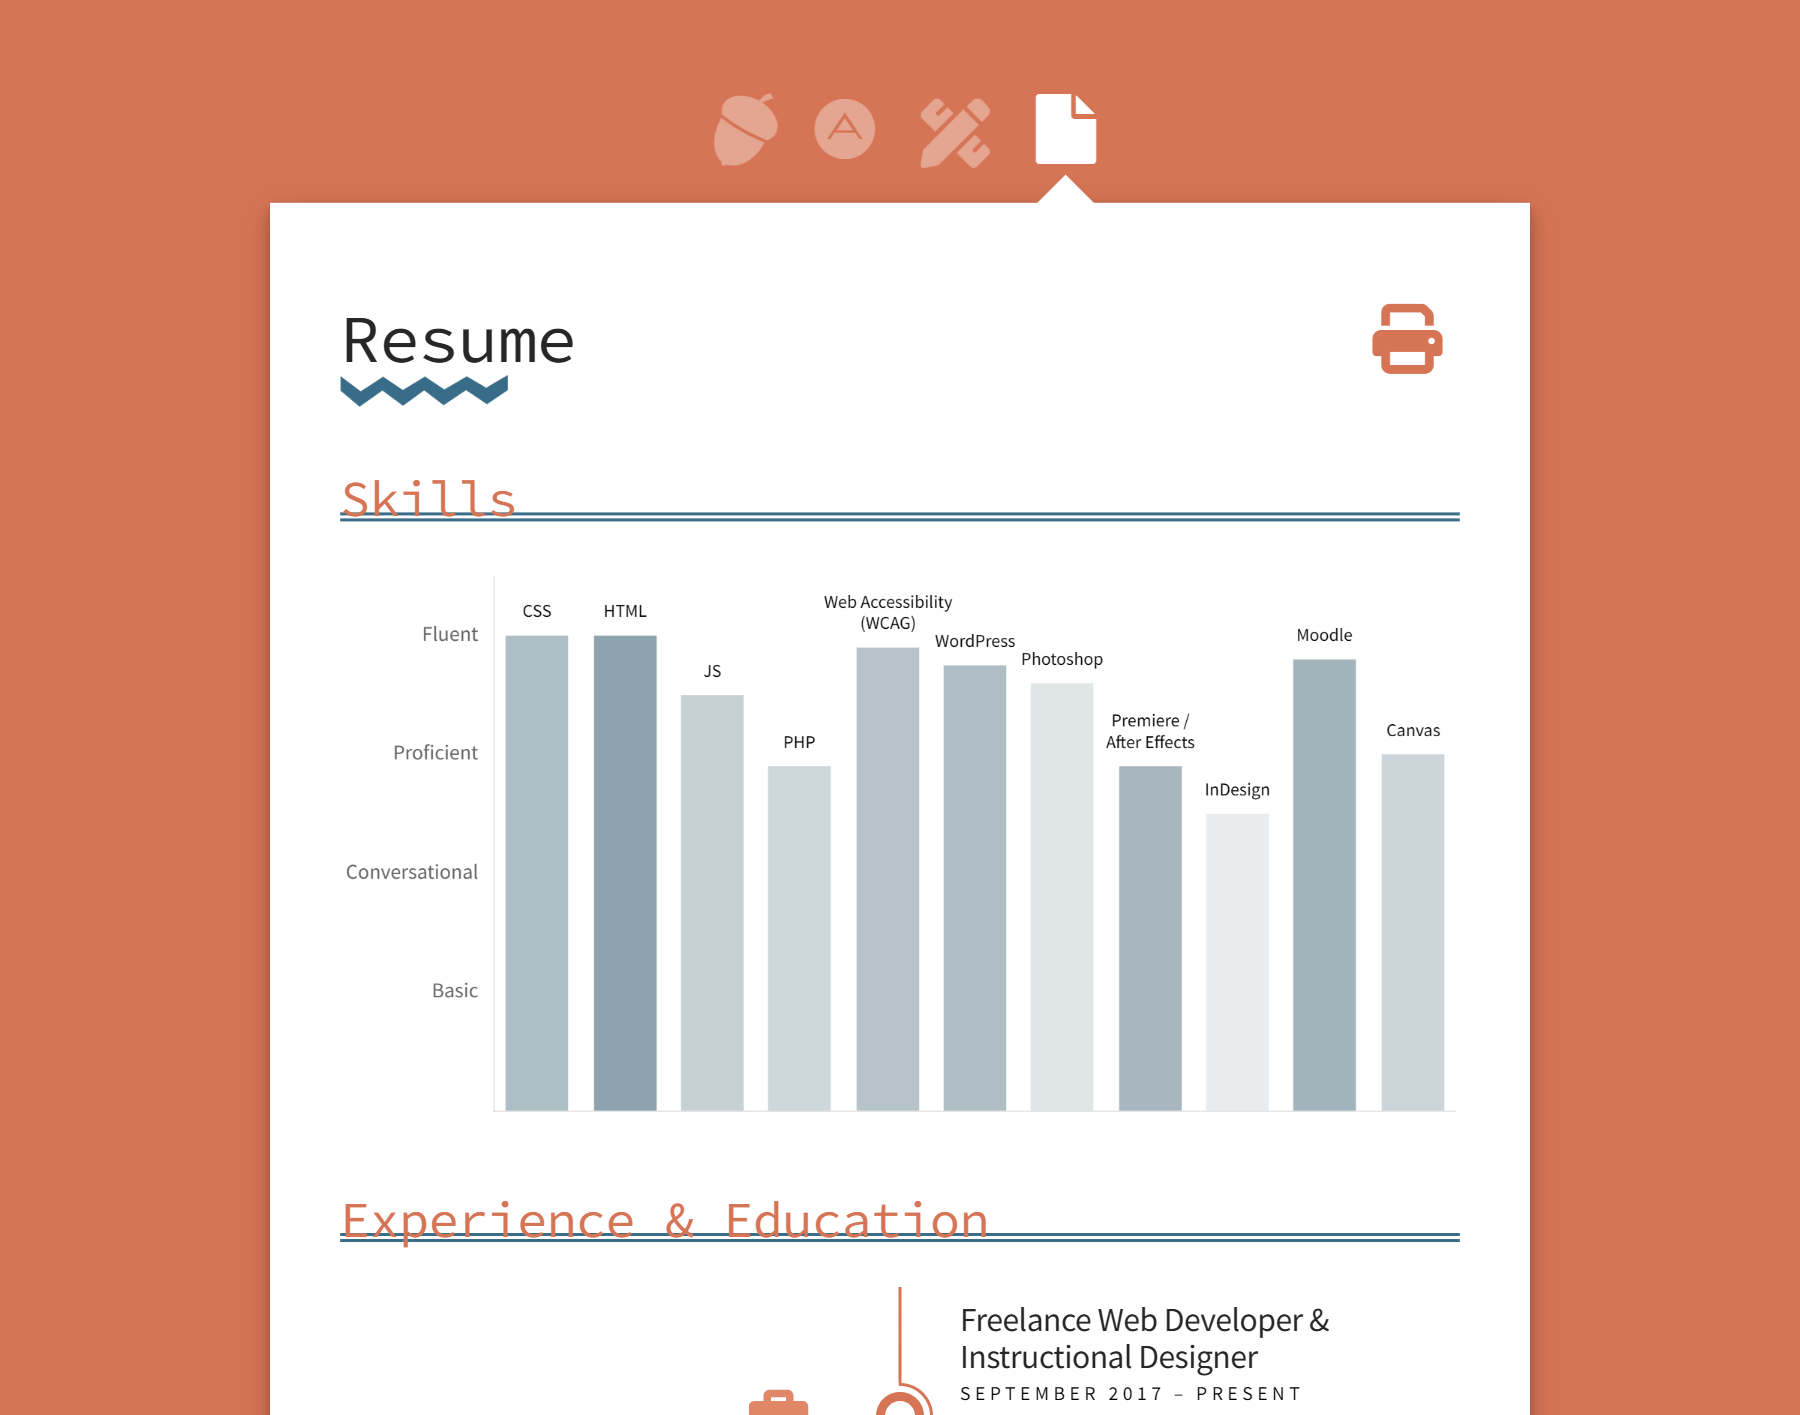 Resume
Skills
CSS
HTML
JS
PHP
Web Accessibility
(WCAG)
WordPress
Photoshop
Premiere /
After Effects
InDesign
Moodle
Canvas
Fluent
Proficient
Conversational
Basic
Experience & Education
Freelance Web Developer &
Instructional Designer
SEPTEMBER 2017 – PRESENT